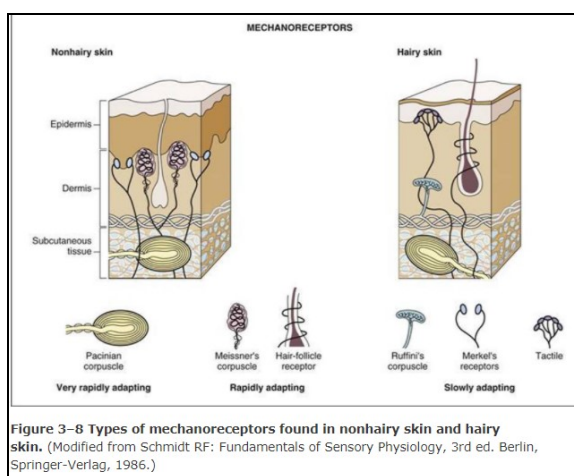 MECHANORECEPTORS
Nonhairy skin
Hairy skin
Epidermis
Dermis
Subcutaneous
tissue
Pacinian
corpuscle
Meissner's
corpuscle
Hair-follicle
receptor
Ruffini's
corpuscle
Merkel's
receptors
Tactile
Very rapidly adapting
Rapidly adapting
Slowly adapting
Figure 3–8 Types of mechanoreceptors found in nonhairy skin and hairy
skin. (Modified from Schmidt RF: Fundamentals of Sensory Physiology, 3rd ed. Berlin,
Springer-Verlag, 1986.)